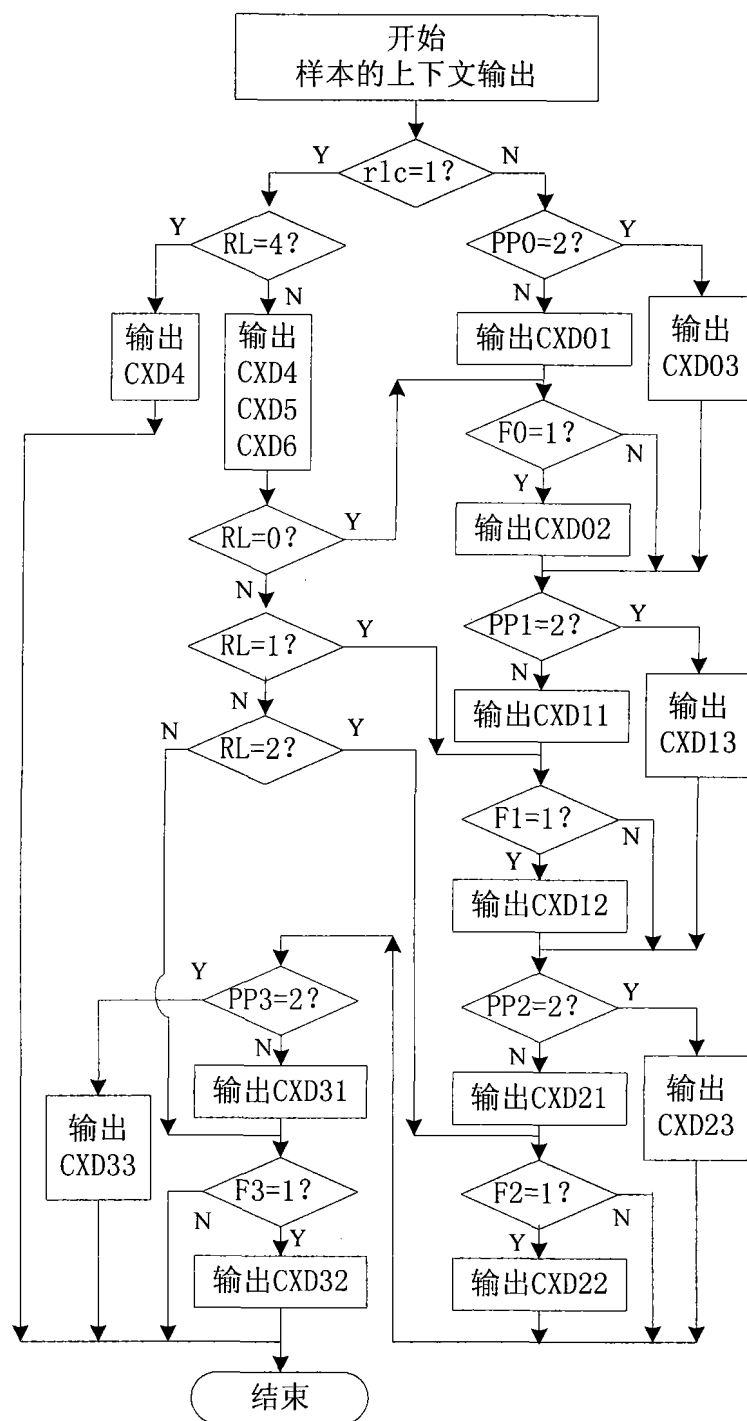 开始
样本的上下文输出
Y
rlc=1?
N
Y
RL=4?
PP0=2?
Y
N
N
输出
CXD4
输出
CXD4
CXD5
CXD6
输出CXD01
输出
CXD03
F0=1?
N
Y
RL=0?
Y
输出CXD02
N
PP1=2?
Y
RL=1?
Y
N
N
输出CXD11
输出
CXD13
N
RL=2?
Y
F1=1?
N
Y
输出CXD12
Y
PP3=2?
PP2=2?
Y
N
N
输出CXD31
输出CXD21
输出
CXD33
输出
CXD23
F3=1?
N
Y
F2=1?
N
Y
输出CXD32
输出CXD22
结束